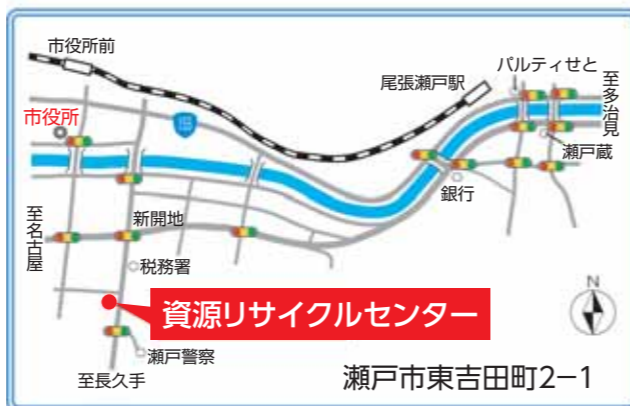 市役所前
パルティせと
尾張瀬戸駅
至多治見
市役所
15
瀬戸蔵
銀行
至名古屋
新開地
税務署
N
資源リサイクルセンター
瀬戸警察
至長久手
瀬戸市東吉田町2−1